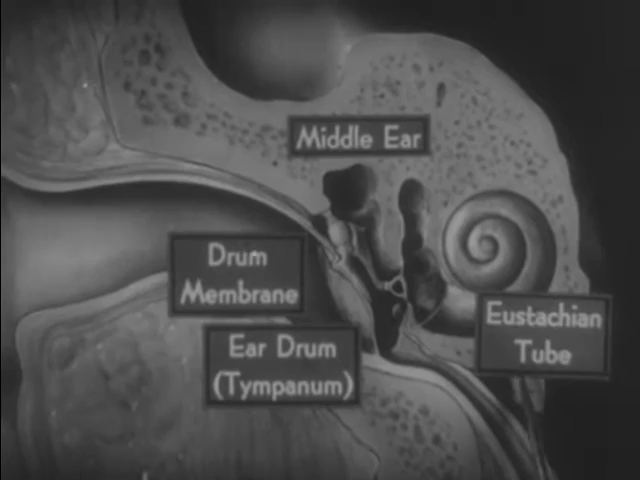 Middle Ear
Drum
Membrane
Ear Drum
(Tympanum)
Eustachian
Tube